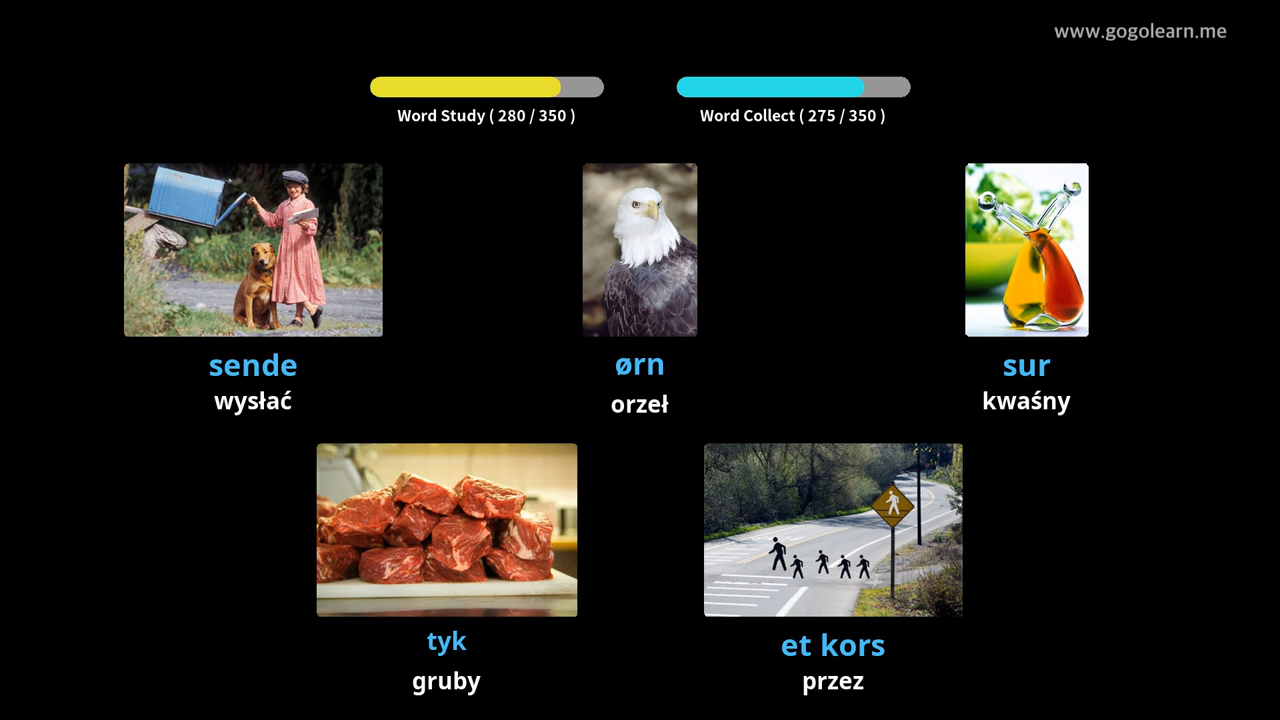 www.gogolearn.me
Word Study ( 280 / 350 )
Word Collect ( 275 / 350 )
sende
wysłać
ørn
orzeł
sur
kwaśny
tyk
gruby
et kors
przez